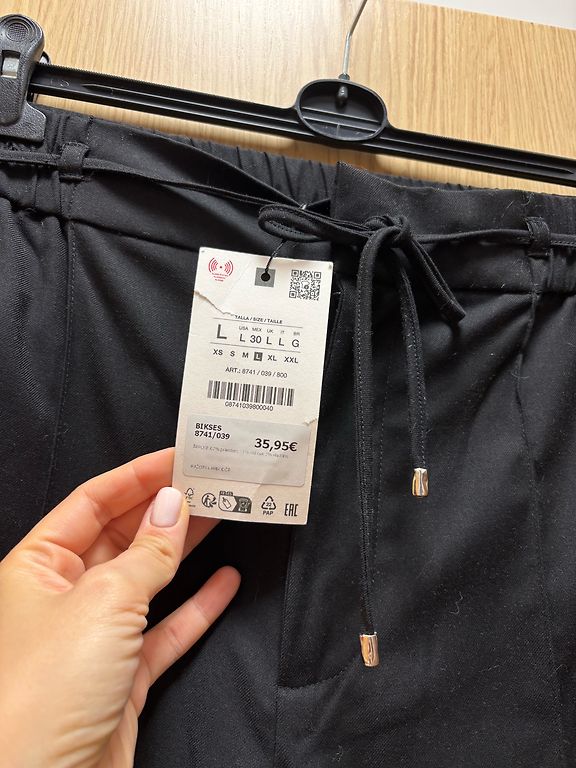 TALLA / SIZE / TAILLE
USA MEX UK IT BR
L L 30 L L G
XS S M L XL XXL
ART.: 8741 / 039 / 800
08741039800040
BIKSES
8741/039
35,95€
PAP
EAC